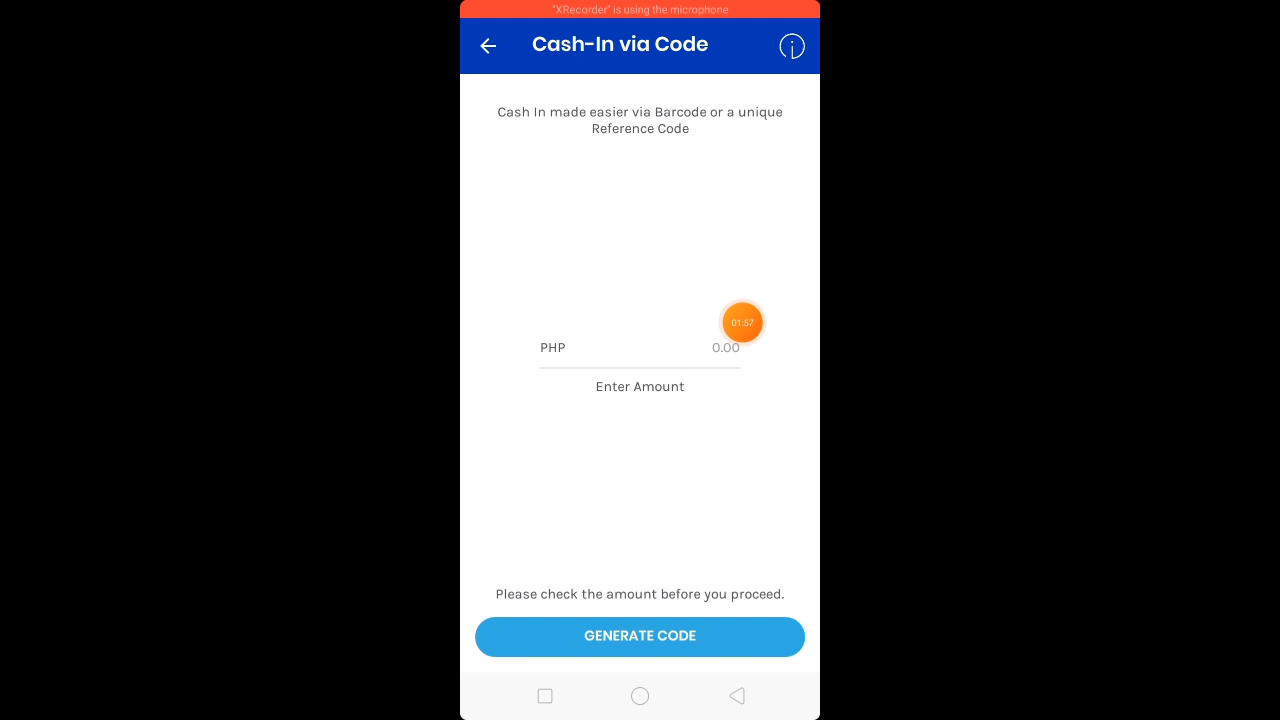 "XRecorder" is using the microphone
Cash-In via Code
Cash In made easier via Barcode or a unique
Reference Code
01:57
PHP 0.00
Enter Amount
Please check the amount before you proceed.
GENERATE CODE